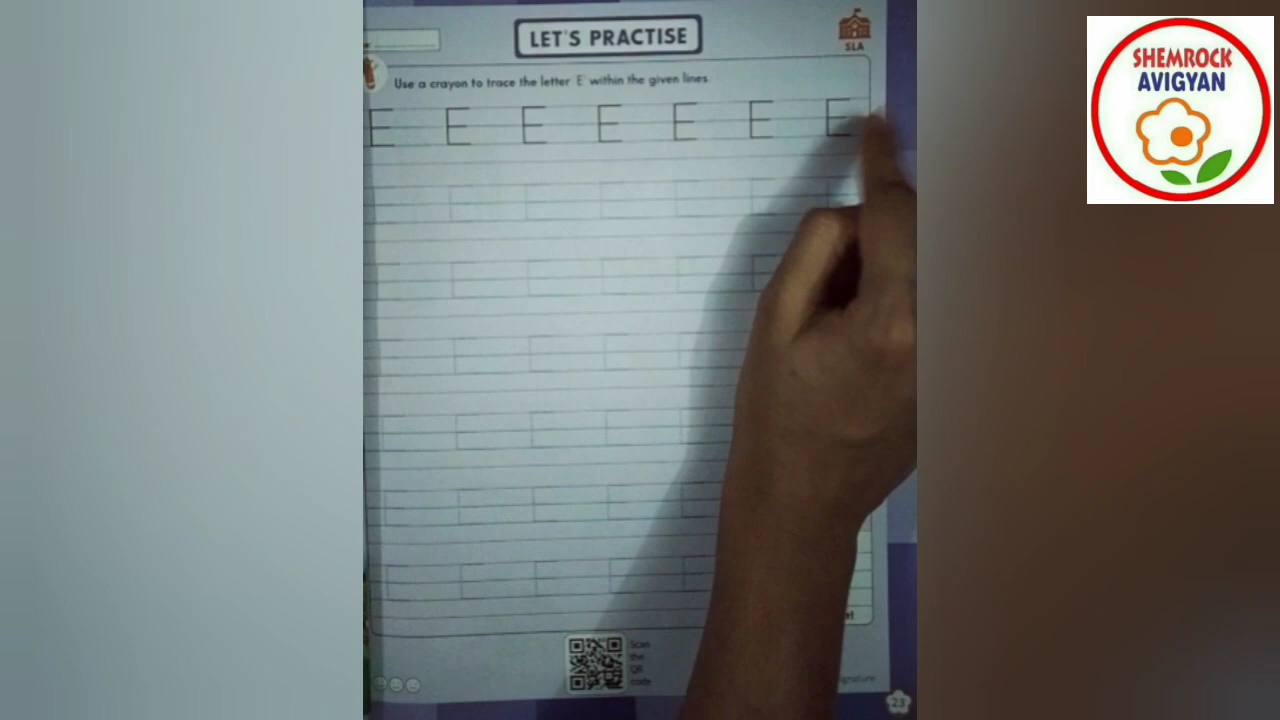 LET'S PRACTISE
SLA
Use a crayon to trace the letter 'E' within the given lines
E E E E E E E
Scan
the
QR
code
23
SHEMROCK
AVIGYAN